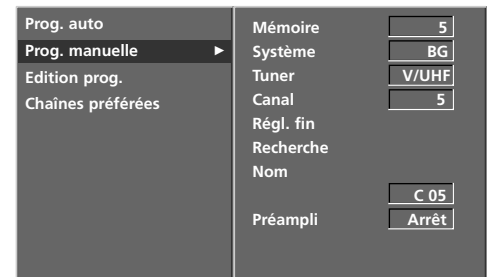 Prog. auto
Prog. manuelle ►
Edition prog.
Chaînes préférées
Mémoire 5
Système BG
Tuner V/UHF
Canal 5
Régl. fin
Recherche
Nom
C 05
Préampli Arrêt